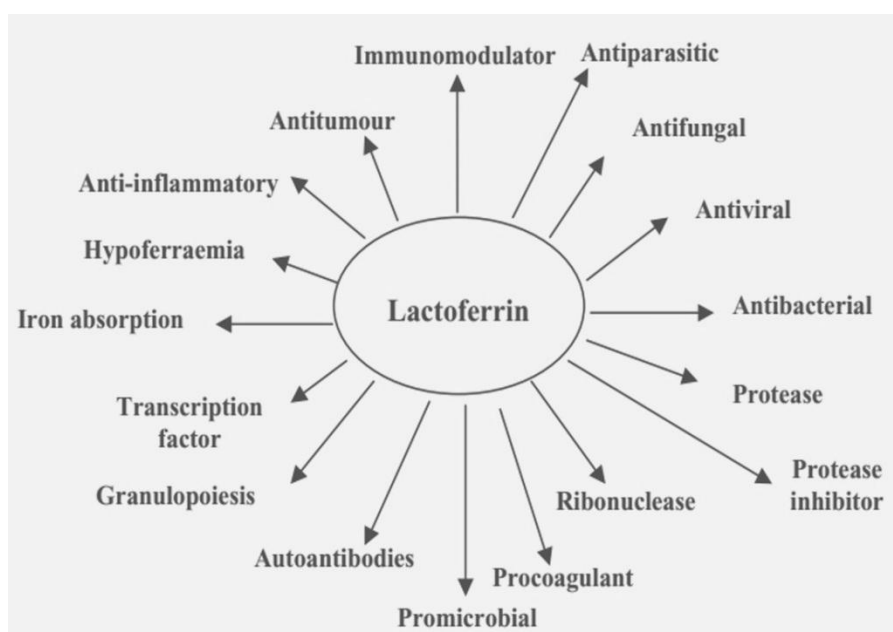 Immunomodulator
Antiparasitic
Antitumour
Antifungal
Anti-inflammatory
Antiviral
Hypoferraemia
Lactoferrin
Antibacterial
Iron absorption
Protease
Transcription
factor
Protease
inhibitor
Granulopoiesis
Ribonuclease
Autoantibodies
Procoagulant
Promicrobial